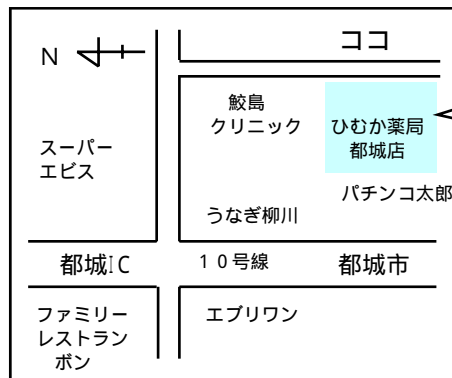 ココ
N
鮫島
クリニック
ひむか薬局
都城店
スーパー
エビス
パチンコ太郎
うなぎ柳川
都城IC
10号線
都城市
ファミリー
レストラン
ボン
エブリワン